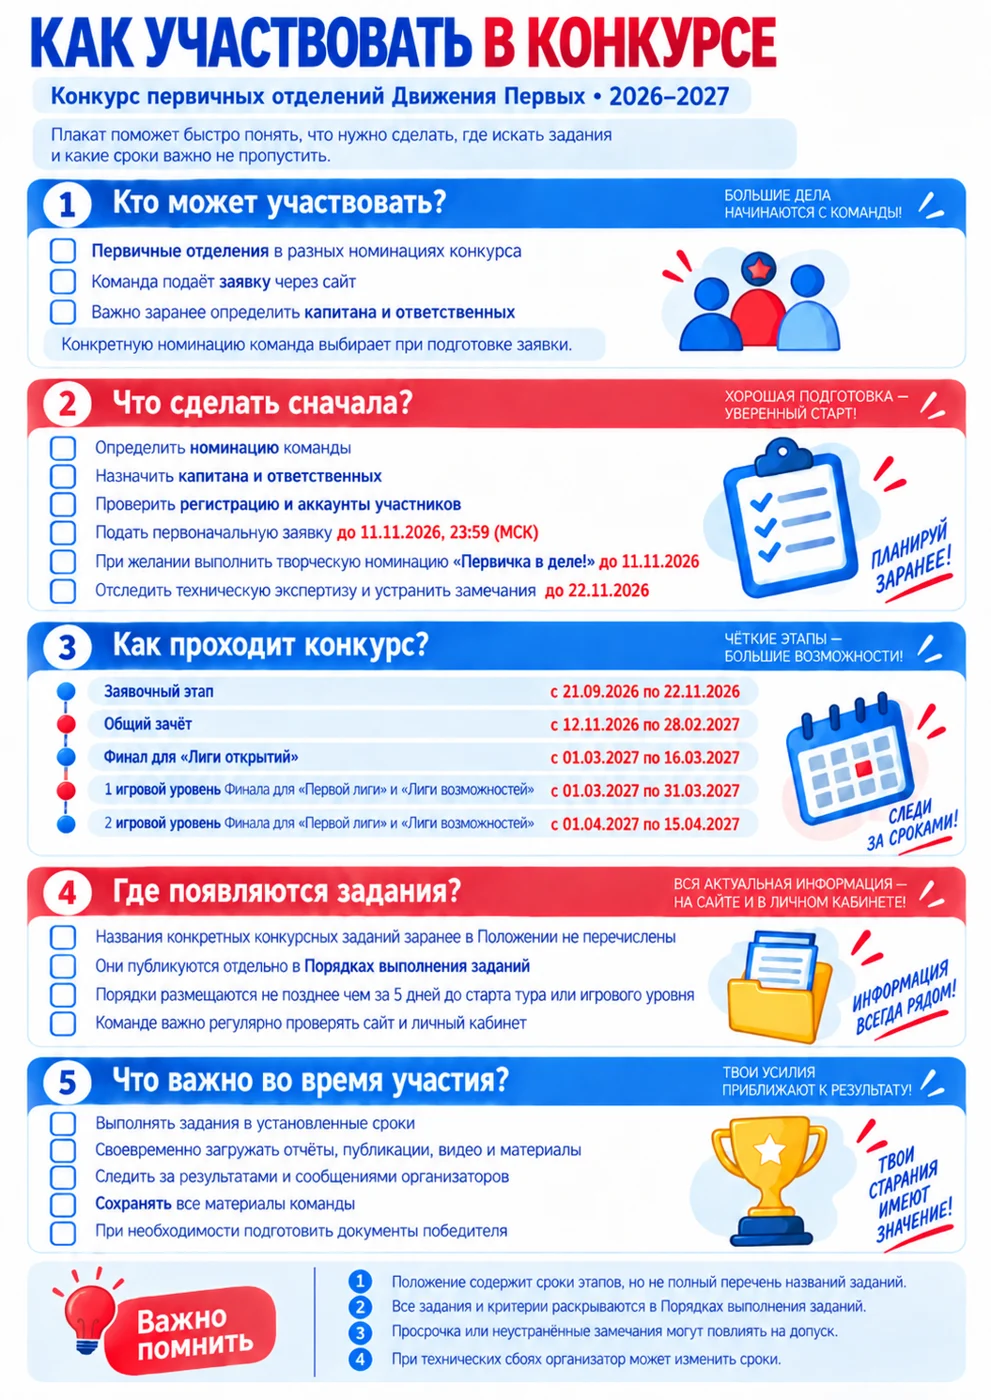 КАК УЧАСТВОВАТЬ В КОНКУРСЕ
Конкурс первичных отделений Движения Первых • 2026–2027
Плакат поможет быстро понять, что нужно сделать, где искать задания
и какие сроки важно не пропустить.
1 Кто может участвовать?
БОЛЬШИЕ ДЕЛА
НАЧИНАЮТСЯ С КОМАНДЫ!
Первичные отделения в разных номинациях конкурса
Команда подаёт заявку через сайт
Важно заранее определить капитана и ответственных
Конкретную номинацию команда выбирает при подготовке заявки.
2 Что сделать сначала?
ХОРОШАЯ ПОДГОТОВКА —
УВЕРЕННЫЙ СТАРТ!
Определить номинацию команды
Назначить капитана и ответственных
Проверить регистрацию и аккаунты участников
Подать первоначальную заявку до 11.11.2026, 23:59 (МСК)
При желании выполнить творческую номинацию «Первичка в деле!» до 11.11.2026
Отследить техническую экспертизу и устранить замечания до 22.11.2026
ПЛАНИРУЙ
ЗАРАНЕЕ!
3 Как проходит конкурс?
ЧЁТКИЕ ЭТАПЫ —
БОЛЬШИЕ ВОЗМОЖНОСТИ!
Заявочный этап с 21.09.2026 по 22.11.2026
Общий зачёт с 12.11.2026 по 28.02.2027
Финал для «Лиги открытий» с 01.03.2027 по 16.03.2027
1 игровой уровень Финала для «Первой лиги» и «Лиги возможностей» с 01.03.2027 по 31.03.2027
2 игровой уровень Финала для «Первой лиги» и «Лиги возможностей» с 01.04.2027 по 15.04.2027
СЛЕДИ
ЗА СРОКАМИ!
4 Где появляются задания?
ВСЯ АКТУАЛЬНАЯ ИНФОРМАЦИЯ —
НА САЙТЕ И В ЛИЧНОМ КАБИНЕТЕ!
Названия конкретных конкурсных заданий заранее в Положении не перечислены
Они публикуются отдельно в Порядках выполнения заданий
Порядки размещаются не позднее чем за 5 дней до старта тура или игрового уровня
Команде важно регулярно проверять сайт и личный кабинет
ИНФОРМАЦИЯ
ВСЕГДА РЯДОМ!
5 Что важно во время участия?
ТВОИ УСИЛИЯ
ПРИБЛИЖАЮТ К РЕЗУЛЬТАТУ!
Выполнять задания в установленные сроки
Своевременно загружать отчёты, публикации, видео и материалы
Следить за результатами и сообщениями организаторов
Сохранять все материалы команды
При необходимости подготовить документы победителя
ТВОИ
СТАРАНИЯ
ИМЕЮТ
ЗНАЧЕНИЕ!
Важно
помнить
1 Положение содержит сроки этапов, но не полный перечень названий заданий.
2 Все задания и критерии раскрываются в Порядках выполнения заданий.
3 Просрочка или неустранённые замечания могут повлиять на допуск.
4 При технических сбоях организатор может изменить сроки.